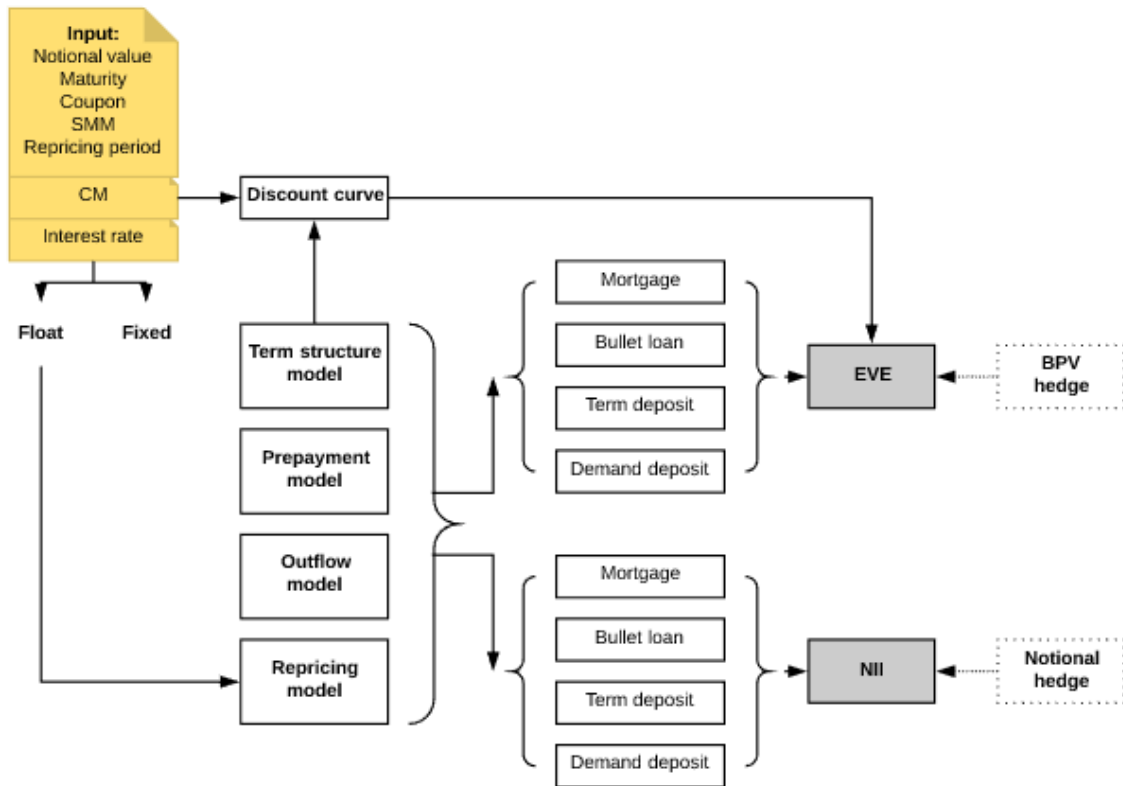 Input:
Notional value
Maturity
Coupon
SMM
Repricing period
CM
Interest rate
Float
Fixed
Discount curve
Term structure
model
Prepayment
model
Outflow
model
Repricing
model
Mortgage
Bullet loan
Term deposit
Demand deposit
EVE
BPV
hedge
Mortgage
Bullet loan
Term deposit
Demand deposit
NII
Notional
hedge